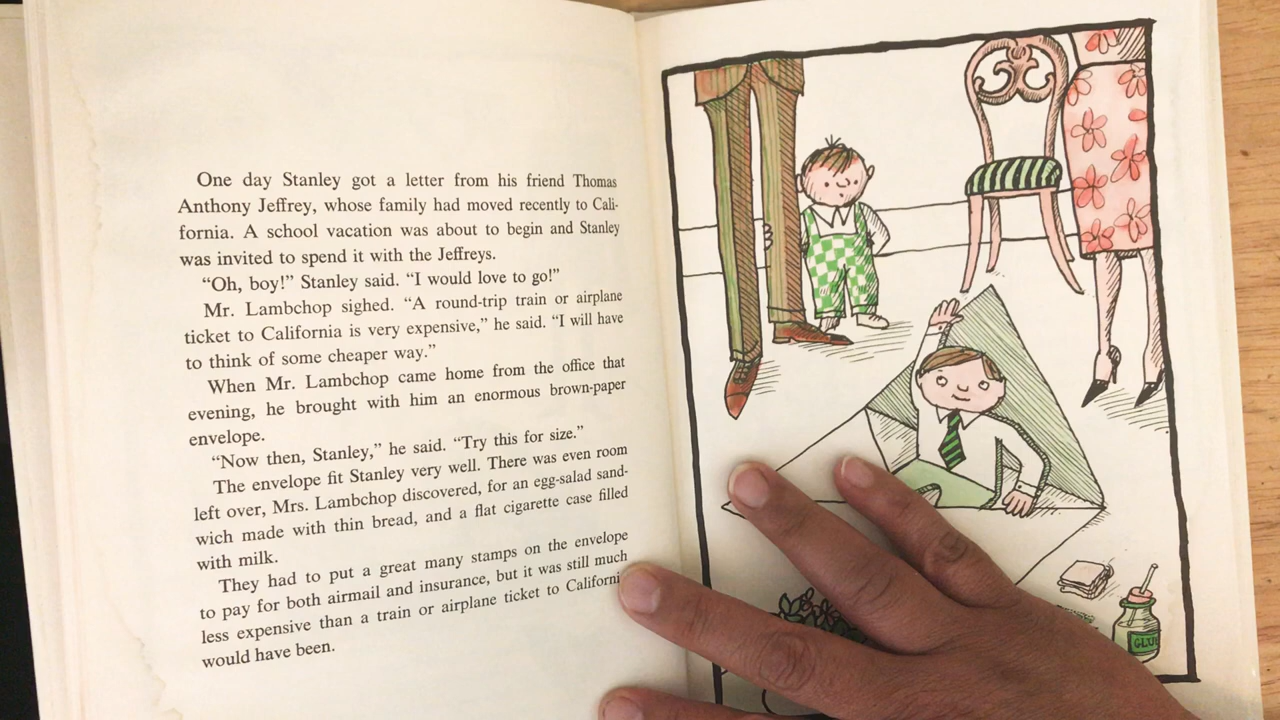 One day Stanley got a letter from his friend Thomas
Anthony Jeffrey, whose family had moved recently to Cali-
fornia. A school vacation was about to begin and Stanley
was invited to spend it with the Jeffreys.
“Oh, boy!” Stanley said. “I would love to go!”
Mr. Lambchop sighed. “A round-trip train or airplane
ticket to California is very expensive,” he said. “I will have
to think of some cheaper way.”
When Mr. Lambchop came home from the office that
evening, he brought with him an enormous brown-paper
envelope.
“Now then, Stanley,” he said. “Try this for size.”
The envelope fit Stanley very well. There was even room
left over, Mrs. Lambchop discovered, for an egg-salad sand-
wich made with thin bread, and a flat cigarette case filled
with milk.
They had to put a great many stamps on the envelope
to pay for both airmail and insurance, but it was still much
less expensive than a train or airplane ticket to Californi
would have been.
GLUE